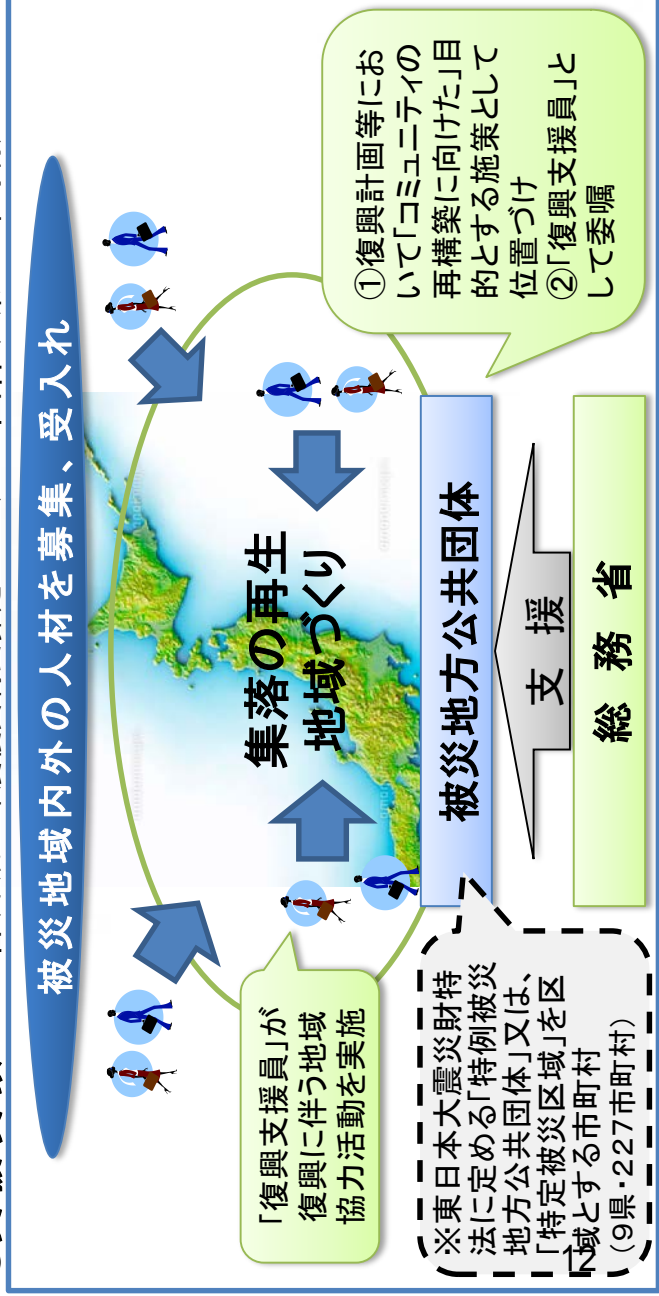 被災地域内外の人材を募集、受入れ
集落の再生
地域づくり
「復興支援員」が
復興に伴う地域
協力活動を実施
①復興計画等にお
いて「コミュニティの
再構築に向けた」目
的とする施策として
位置づけ
②「復興支援員」と
して委嘱
被災地方公共団体
支 援
総 務 省
※東日本大震災財特
法に定める「特例被災
地方公共団体」又は、
「特定被災区域」を区
域とする市町村
（9県・227市町村）
12